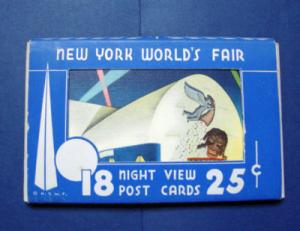 NEW YORK WORLD'S FAIR
18 NIGHT VIEW POST CARDS 25¢